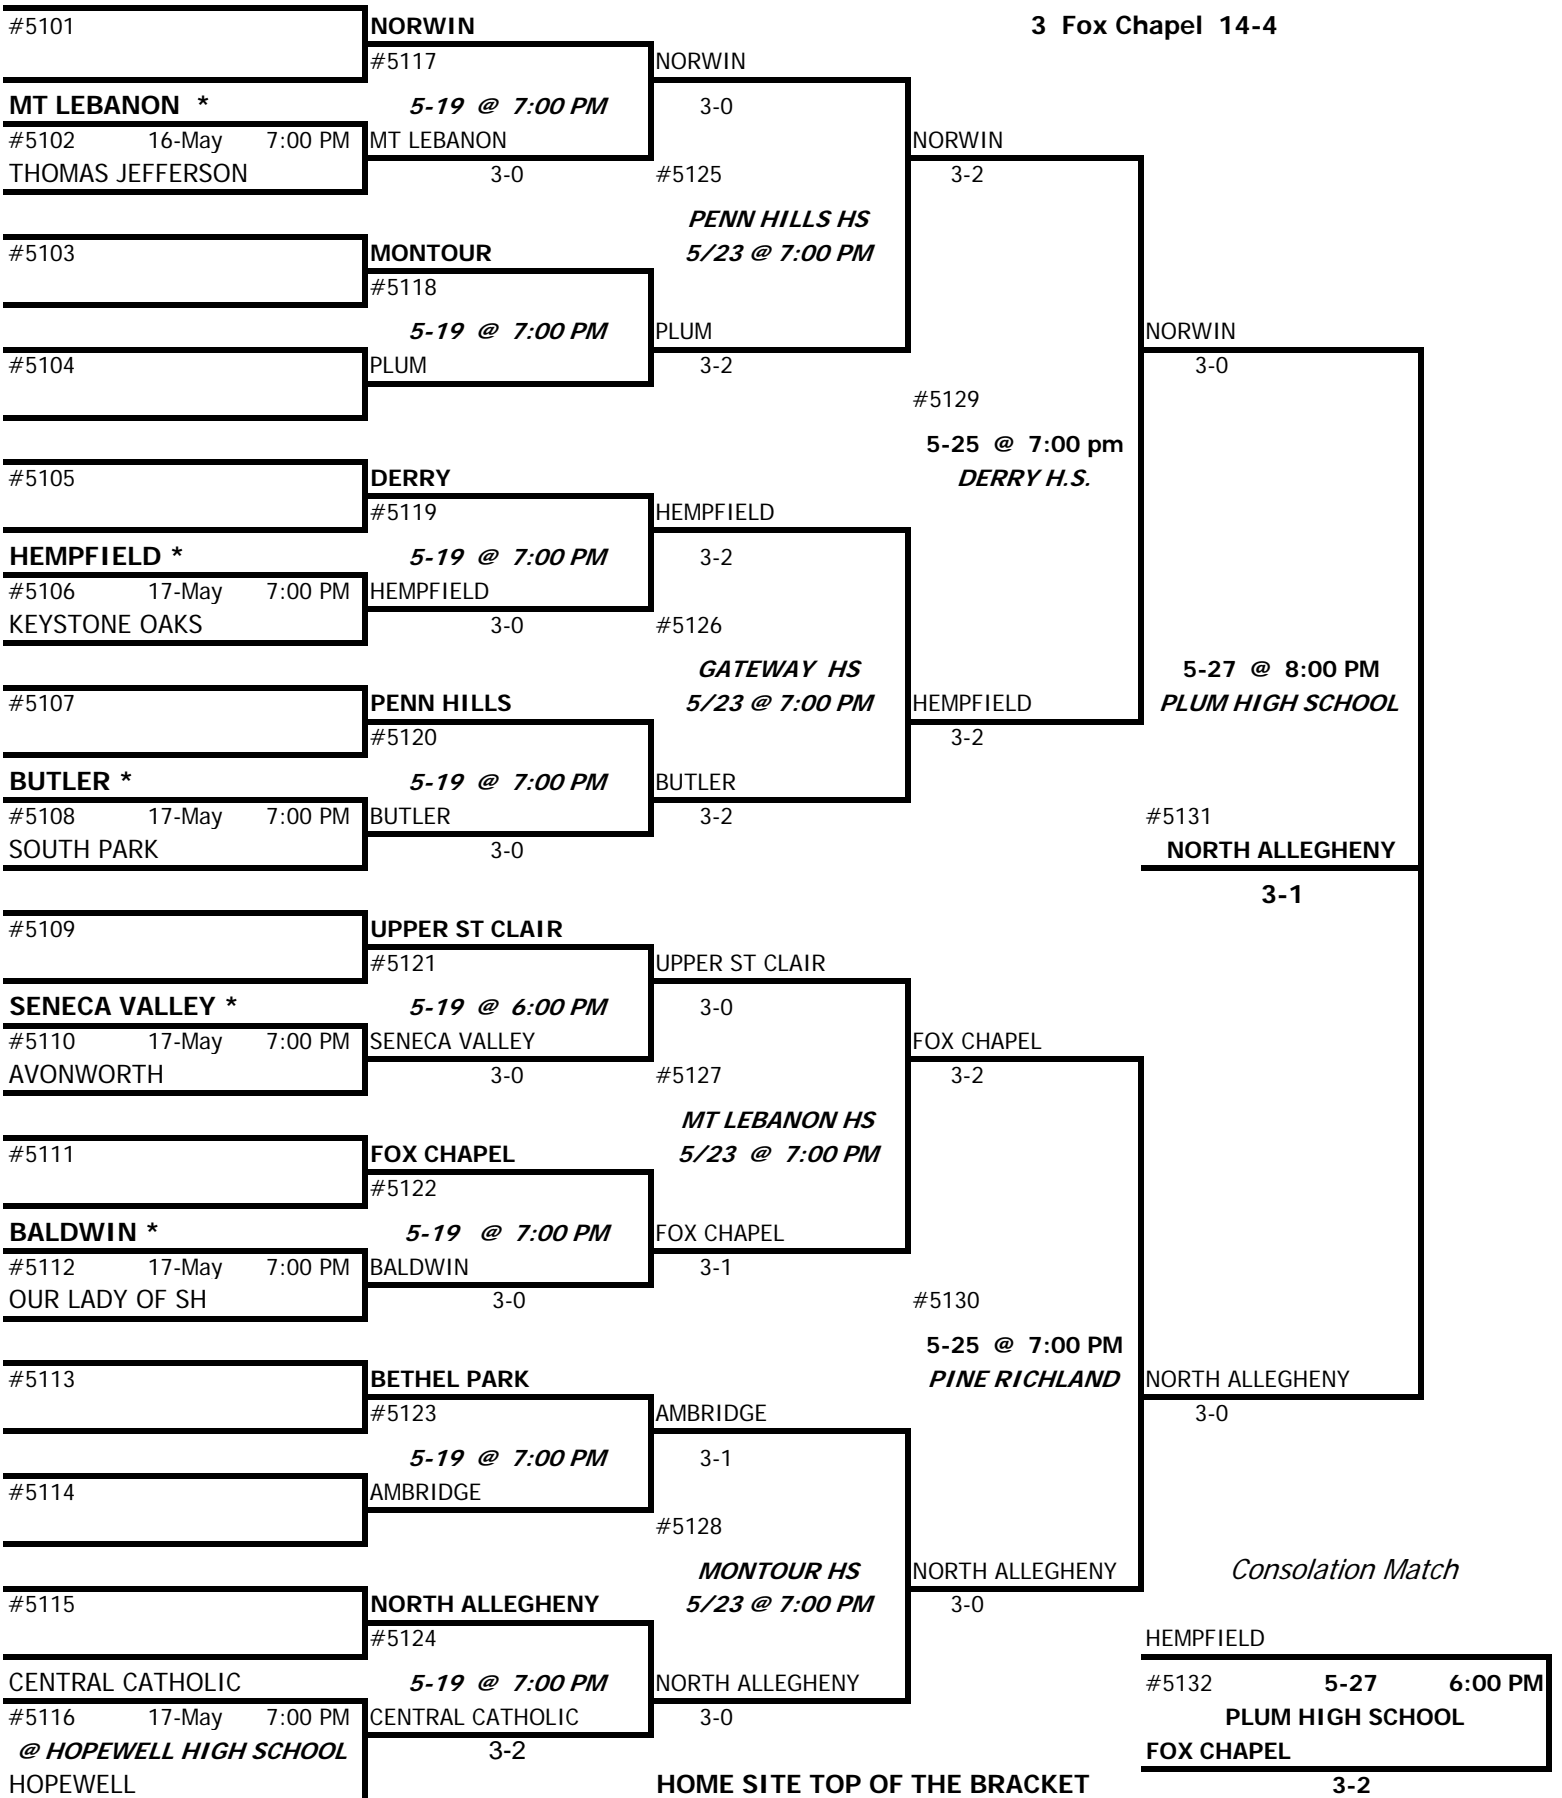 #5101 NORWIN 3 Fox Chapel 14-4
#5117 NORWIN
MT LEBANON * 5-19 @ 7:00 PM 3-0
#5102 16-May 7:00 PM MT LEBANON NORWIN
THOMAS JEFFERSON 3-0 #5125 3-2
PENN HILLS HS
#5103 MONTOUR 5/23 @ 7:00 PM
#5118
5-19 @ 7:00 PM PLUM NORWIN
#5104 PLUM 3-2 3-0
#5129
5-25 @ 7:00 pm
#5105 DERRY DERRY H.S.
#5119 HEMPFIELD
HEMPFIELD * 5-19 @ 7:00 PM 3-2
#5106 17-May 7:00 PM HEMPFIELD
KEYSTONE OAKS 3-0 #5126
GATEWAY HS 5-27 @ 8:00 PM
#5107 PENN HILLS 5/23 @ 7:00 PM HEMPFIELD PLUM HIGH SCHOOL
#5120 3-2
BUTLER * 5-19 @ 7:00 PM BUTLER
#5108 17-May 7:00 PM BUTLER 3-2 #5131
SOUTH PARK 3-0 NORTH ALLEGHENY
3-1
#5109 UPPER ST CLAIR
#5121 UPPER ST CLAIR
SENECA VALLEY * 5-19 @ 6:00 PM 3-0
#5110 17-May 7:00 PM SENECA VALLEY FOX CHAPEL
AVONWORTH 3-0 #5127 3-2
MT LEBANON HS
#5111 FOX CHAPEL 5/23 @ 7:00 PM
#5122
BALDWIN * 5-19 @ 7:00 PM FOX CHAPEL
#5112 17-May 7:00 PM BALDWIN 3-1
OUR LADY OF SH 3-0 #5130
5-25 @ 7:00 PM
#5113 BETHEL PARK PINE RICHLAND NORTH ALLEGHENY
#5123 AMBRIDGE 3-0
5-19 @ 7:00 PM 3-1
#5114 AMBRIDGE
#5128
MONTOUR HS NORTH ALLEGHENY Consolation Match
#5115 NORTH ALLEGHENY 5/23 @ 7:00 PM 3-0
#5124 HEMPFIELD
CENTRAL CATHOLIC 5-19 @ 7:00 PM NORTH ALLEGHENY #5132 5-27 6:00 PM
#5116 17-May 7:00 PM CENTRAL CATHOLIC 3-0 PLUM HIGH SCHOOL
@ HOPEWELL HIGH SCHOOL 3-2 FOX CHAPEL
HOPEWELL HOME SITE TOP OF THE BRACKET 3-2